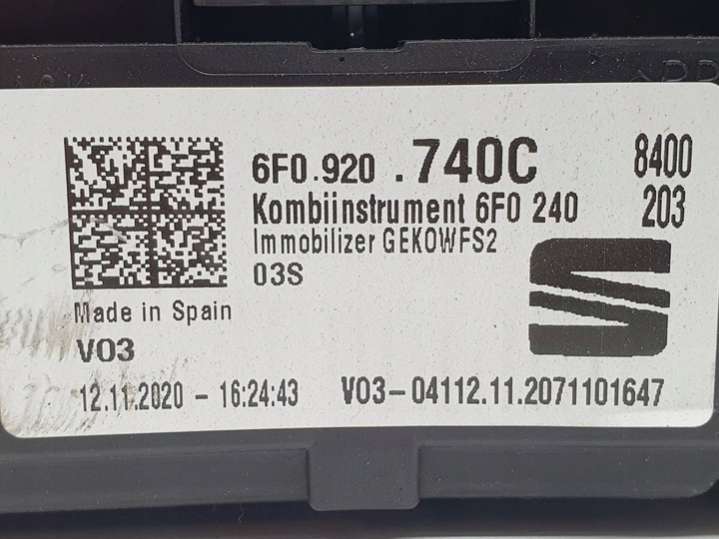 6F0.920 .740C 8400
Kombiinstrument 6F0 240 203
Immobilizer GEKOWFS2
03S
Made in Spain
V03
12.11.2020 - 16:24:43 V03-04112.11.2071101647